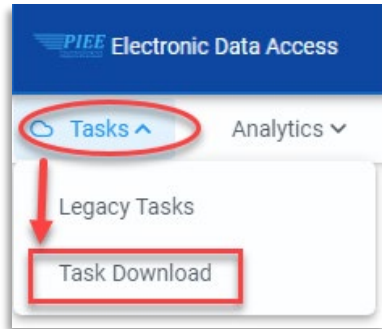 PIEE Electronic Data Access
Tasks Analytics
Legacy Tasks
Task Download